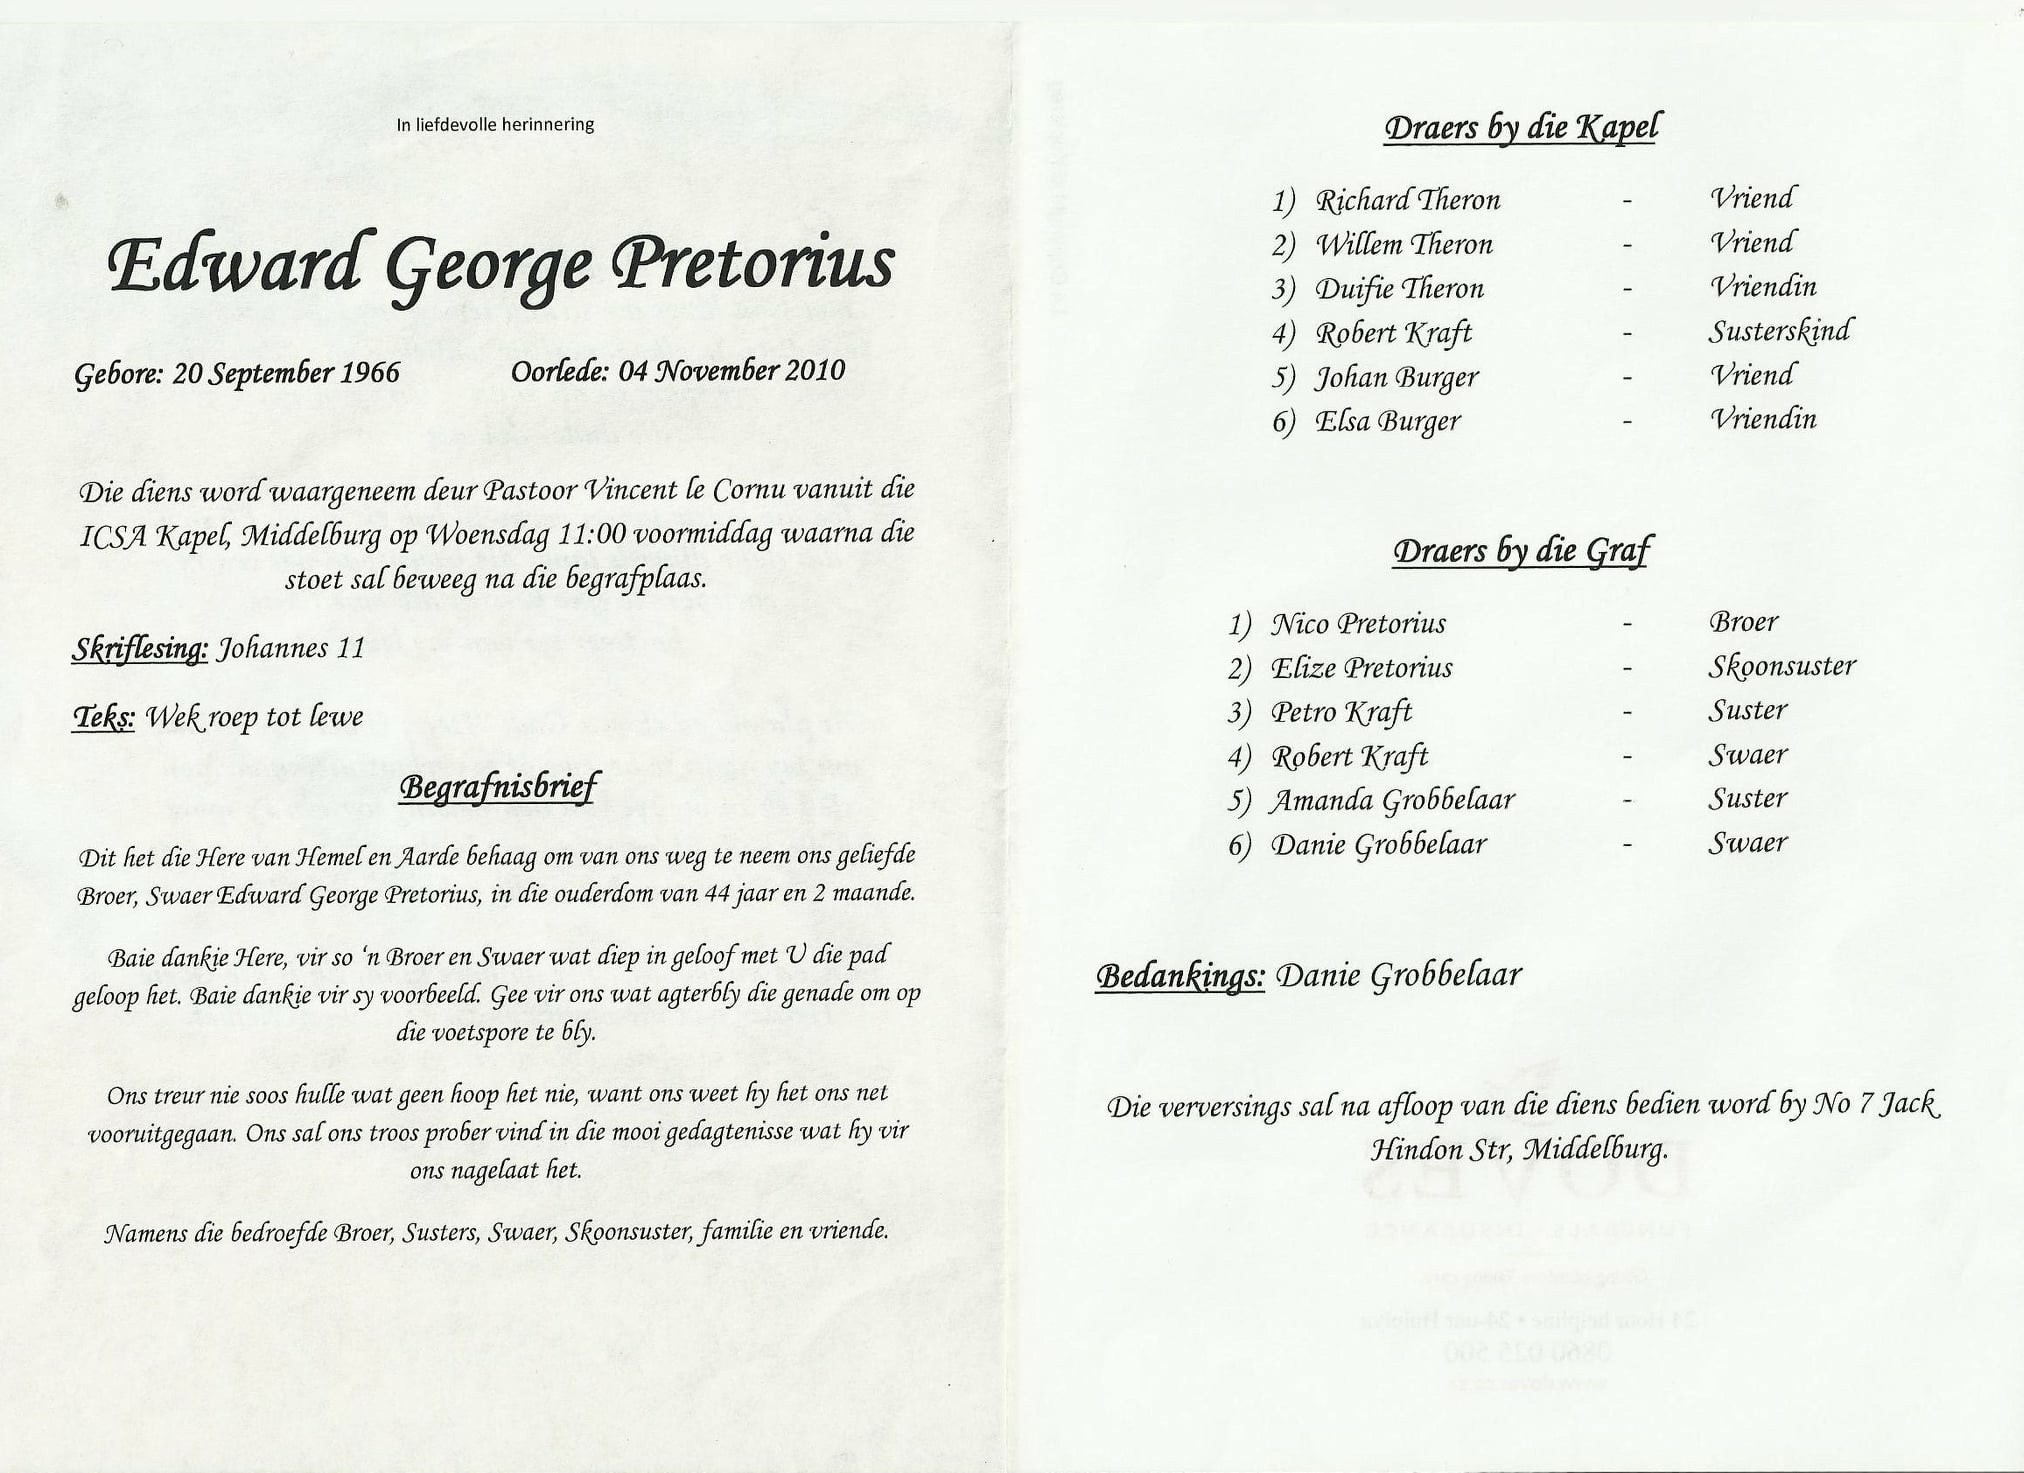 In liefdevolle herinnering
Edward George Pretorius
Gebore: 20 September 1966 Oorlede: 04 November 2010
Die diens word waargeneem deur Pastoor Vincent le Cornu vanuit die
ICSA Kapel, Middelburg op Woensdag 11:00 voormiddag waarna die
stoet sal beweeg na die begrafplaas.
Skriflesing: Johannes 11
Teks: Wek roep tot lewe
Begrafnisbrief
Dit het die Here van Hemel en Aarde behaag om van ons weg te neem ons geliefde
Broer, Swaer Edward George Pretorius, in die ouderdom van 44 jaar en 2 maande.
Baie dankie Here, vir so 'n Broer en Swaer wat diep in geloof met U die pad
geloop het. Baie dankie vir sy voorbeeld. Gee vir ons wat agterbly die genade om op
die voetspore te bly.
Ons treur nie soos hulle wat geen hoop het nie, want ons weet hy het ons net
vooruitgegaan. Ons sal ons troos prober vind in die mooi gedagtenisse wat hy vir
ons nagelaat het.
Namens die bedroefde Broer, Susters, Swaer, Skoonsuster, familie en vriende.
Draers by die Kapel
1) Richard Theron - Vriend
2) Willem Theron - Vriend
3) Duifie Theron - Vriendin
4) Robert Kraft - Susterskind
5) Johan Burger - Vriend
6) Elsa Burger - Vriendin
Draers by die Graf
1) Nico Pretorius - Broer
2) Elize Pretorius - Skoonsuster
3) Petro Kraft - Suster
4) Robert Kraft - Swaer
5) Amanda Grobbelaar - Suster
6) Danie Grobbelaar - Swaer
Bedankings: Danie Grobbelaar
Die verversings sal na afloop van die diens bedien word by No 7 Jack
Hindon Str, Middelburg.